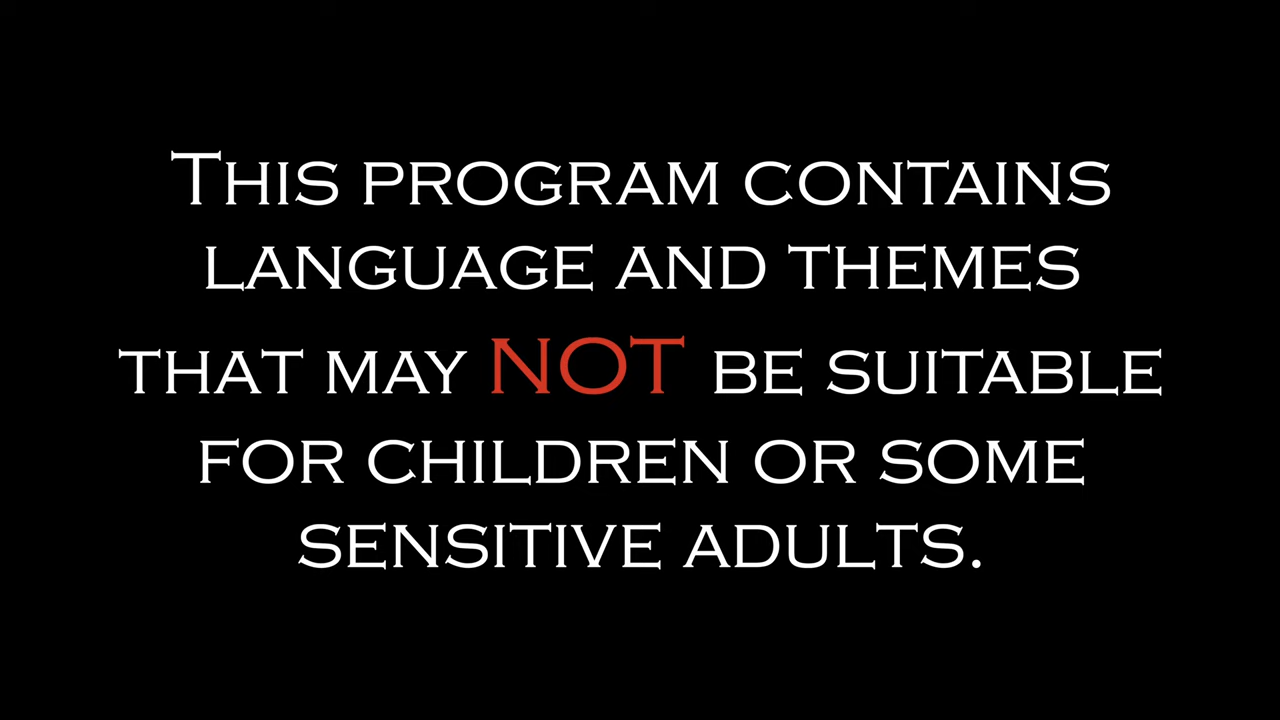 This program contains
language and themes
that may NOT be suitable
for children or some
sensitive adults.